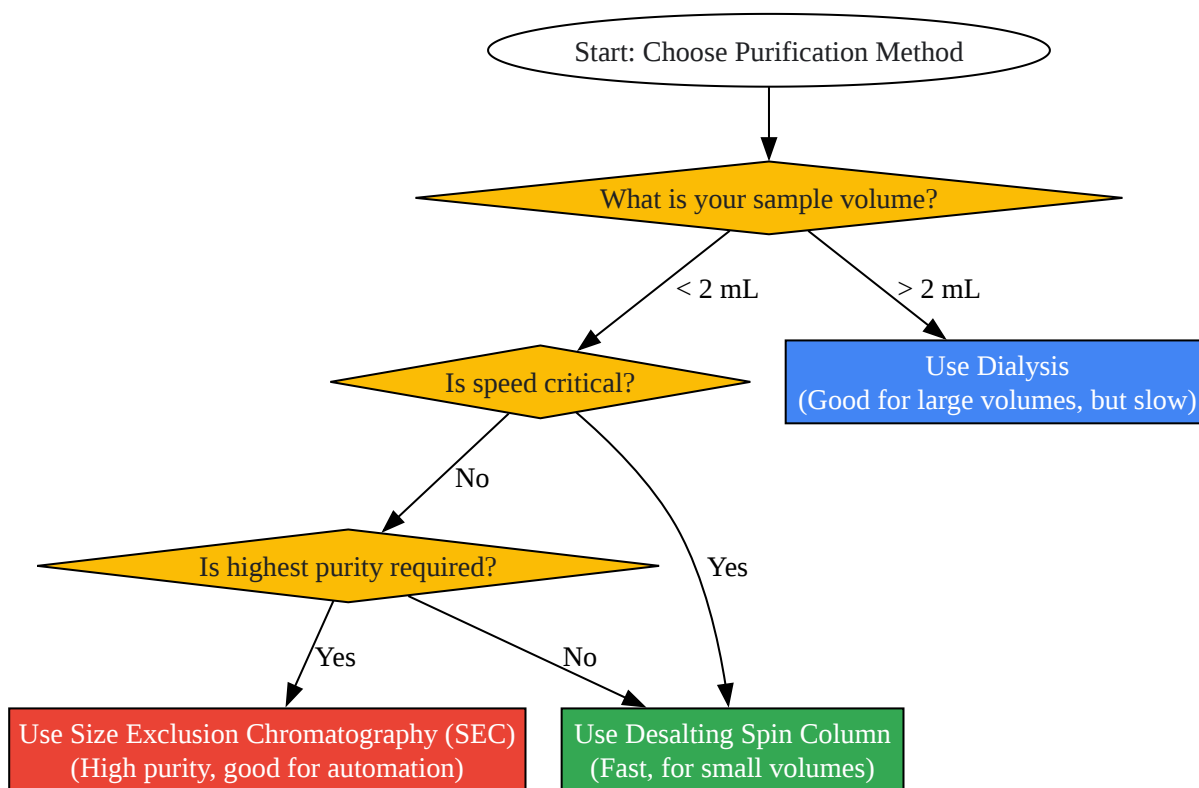 Start: Choose Purification Method
What is your sample volume?
< 2 mL
> 2 mL
Is speed critical?
Use Dialysis
(Good for large volumes, but slow)
No
Yes
Is highest purity required?
Yes
No
Use Size Exclusion Chromatography (SEC)
(High purity, good for automation)
Use Desalting Spin Column
(Fast, for small volumes)